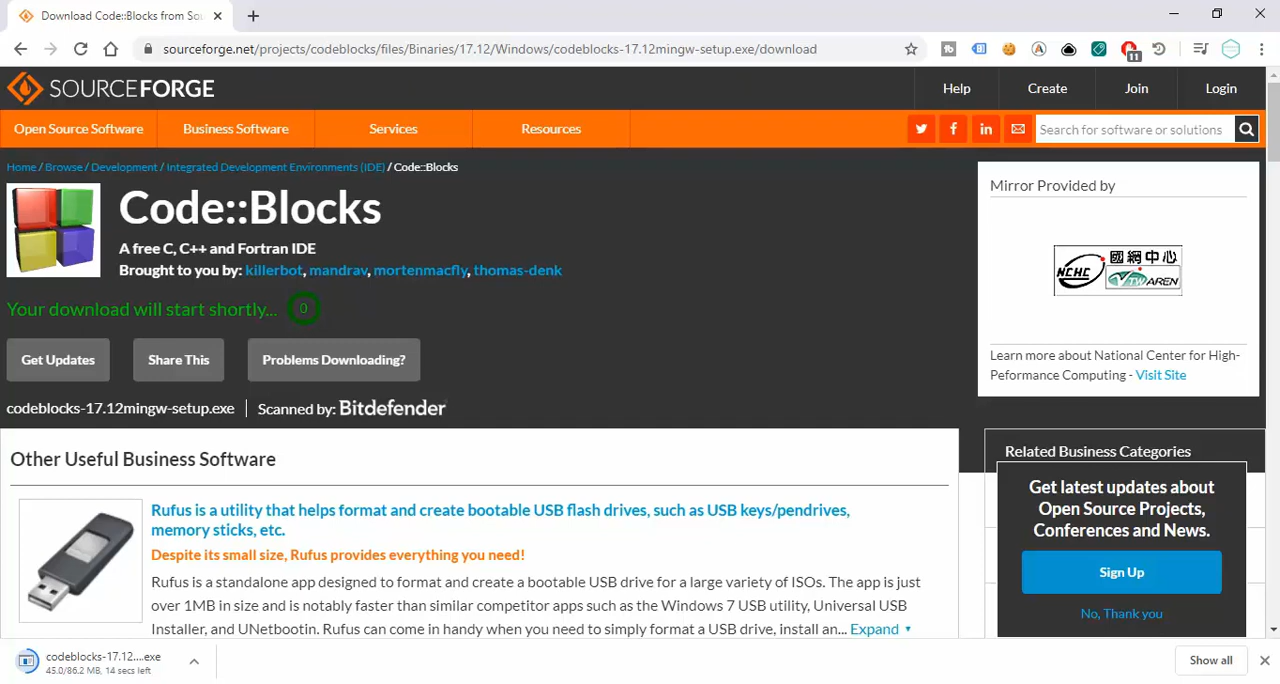 Download Code::Blocks from Sou
sourceforge.net/projects/codeblocks/files/Binaries/17.12/Windows/codeblocks-17.12mingw-setup.exe/download
11
SOURCEFORGE
Help
Create
Join
Login
Open Source Software
Business Software
Services
Resources
Search for software or solutions
Home / Browse / Development / Integrated Development Environments (IDE) / Code::Blocks
Code::Blocks
A free C, C++ and Fortran IDE
Brought to you by: killerbot, mandrav, mortenmacfly, thomas-denk
Your download will start shortly... 0
Get Updates
Share This
Problems Downloading?
codeblocks-17.12mingw-setup.exe
Scanned by: Bitdefender
Mirror Provided by
NCHC
國網中心
TWAREN
Learn more about National Center for High-
Peformance Computing - Visit Site
Other Useful Business Software
Rufus is a utility that helps format and create bootable USB flash drives, such as USB keys/pendrives,
memory sticks, etc.
Despite its small size, Rufus provides everything you need!
Rufus is a standalone app designed to format and create a bootable USB drive for a large variety of ISOs. The app is just
over 1MB in size and is notably faster than similar competitor apps such as the Windows 7 USB utility, Universal USB
Installer, and UNetbootin. Rufus can come in handy when you need to simply format a USB drive, install an... Expand
Related Business Categories
Get latest updates about
Open Source Projects,
Conferences and News.
Sign Up
No, Thank you
codeblocks-17.12....exe
45.0/86.2 MB, 14 secs left
Show all